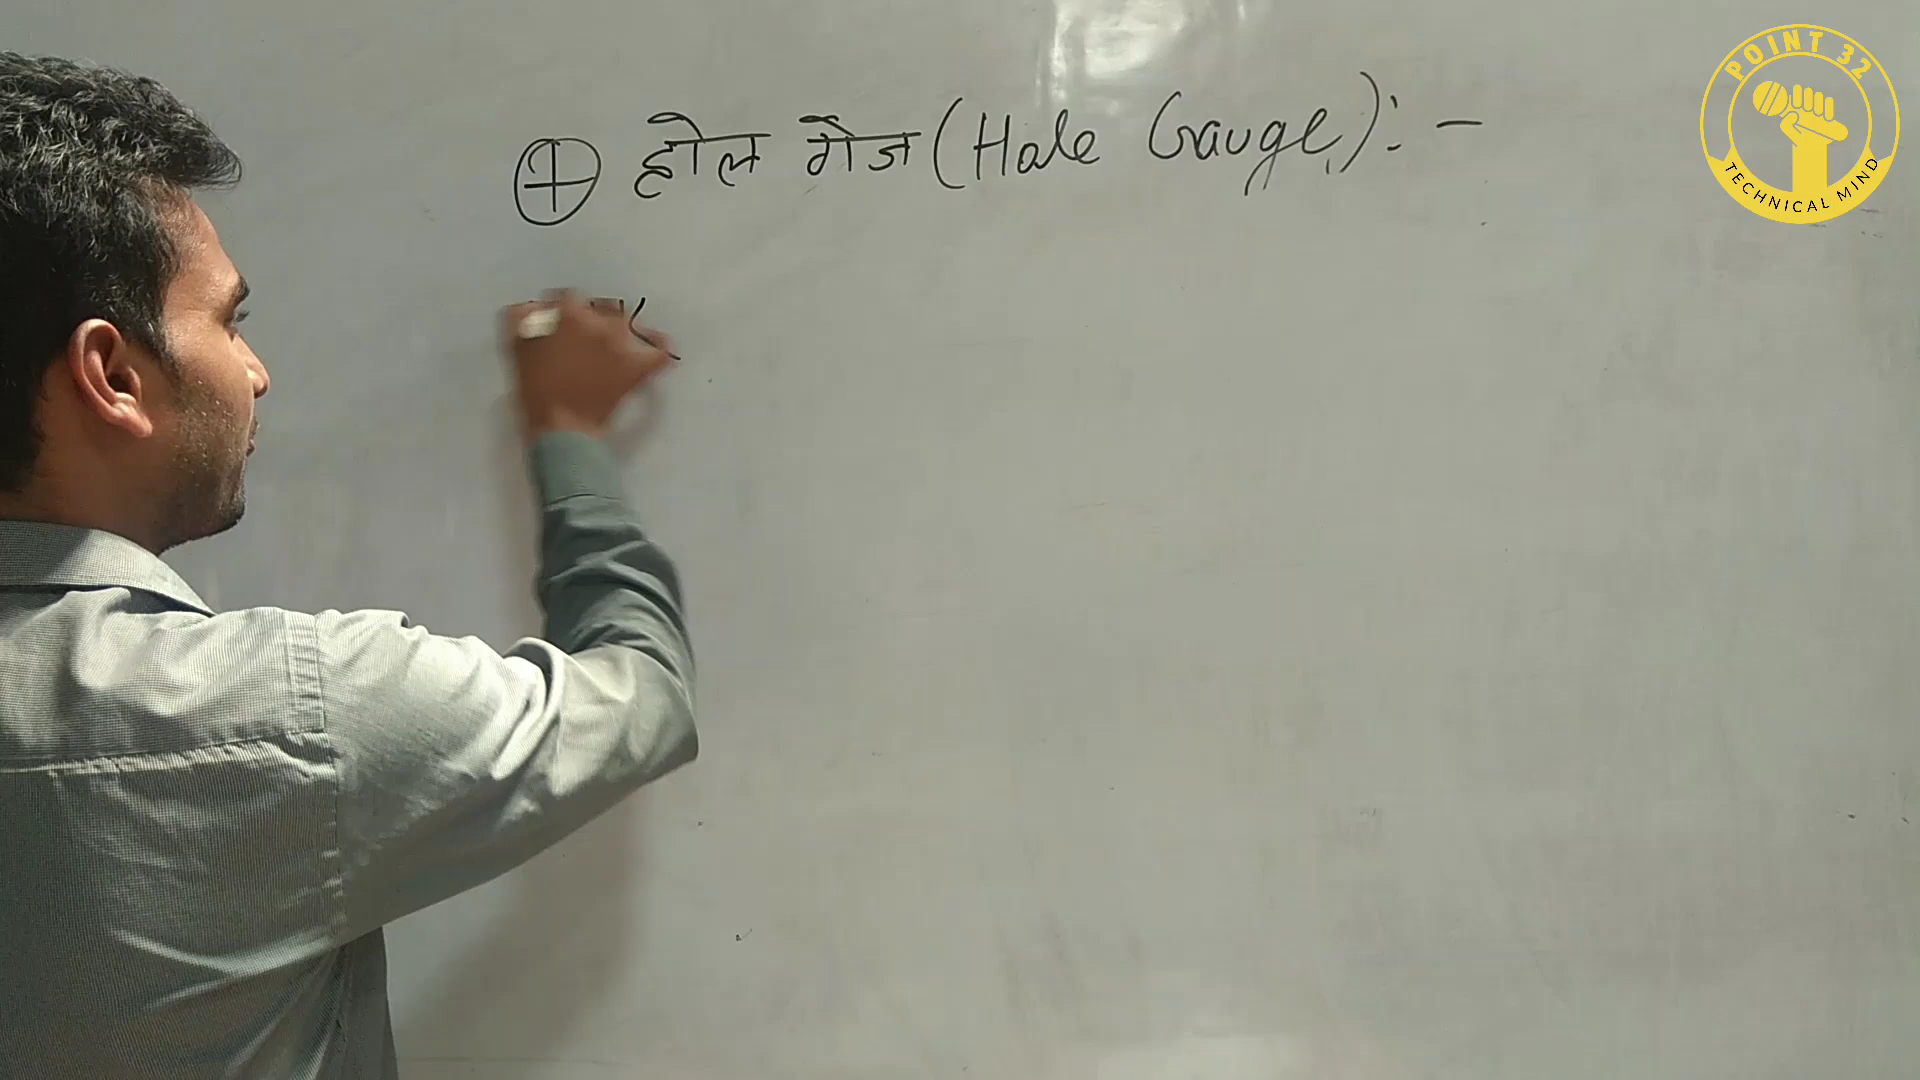 होल गेज (Hole Gauge) : -
POINT 32
TECHNICAL MIND